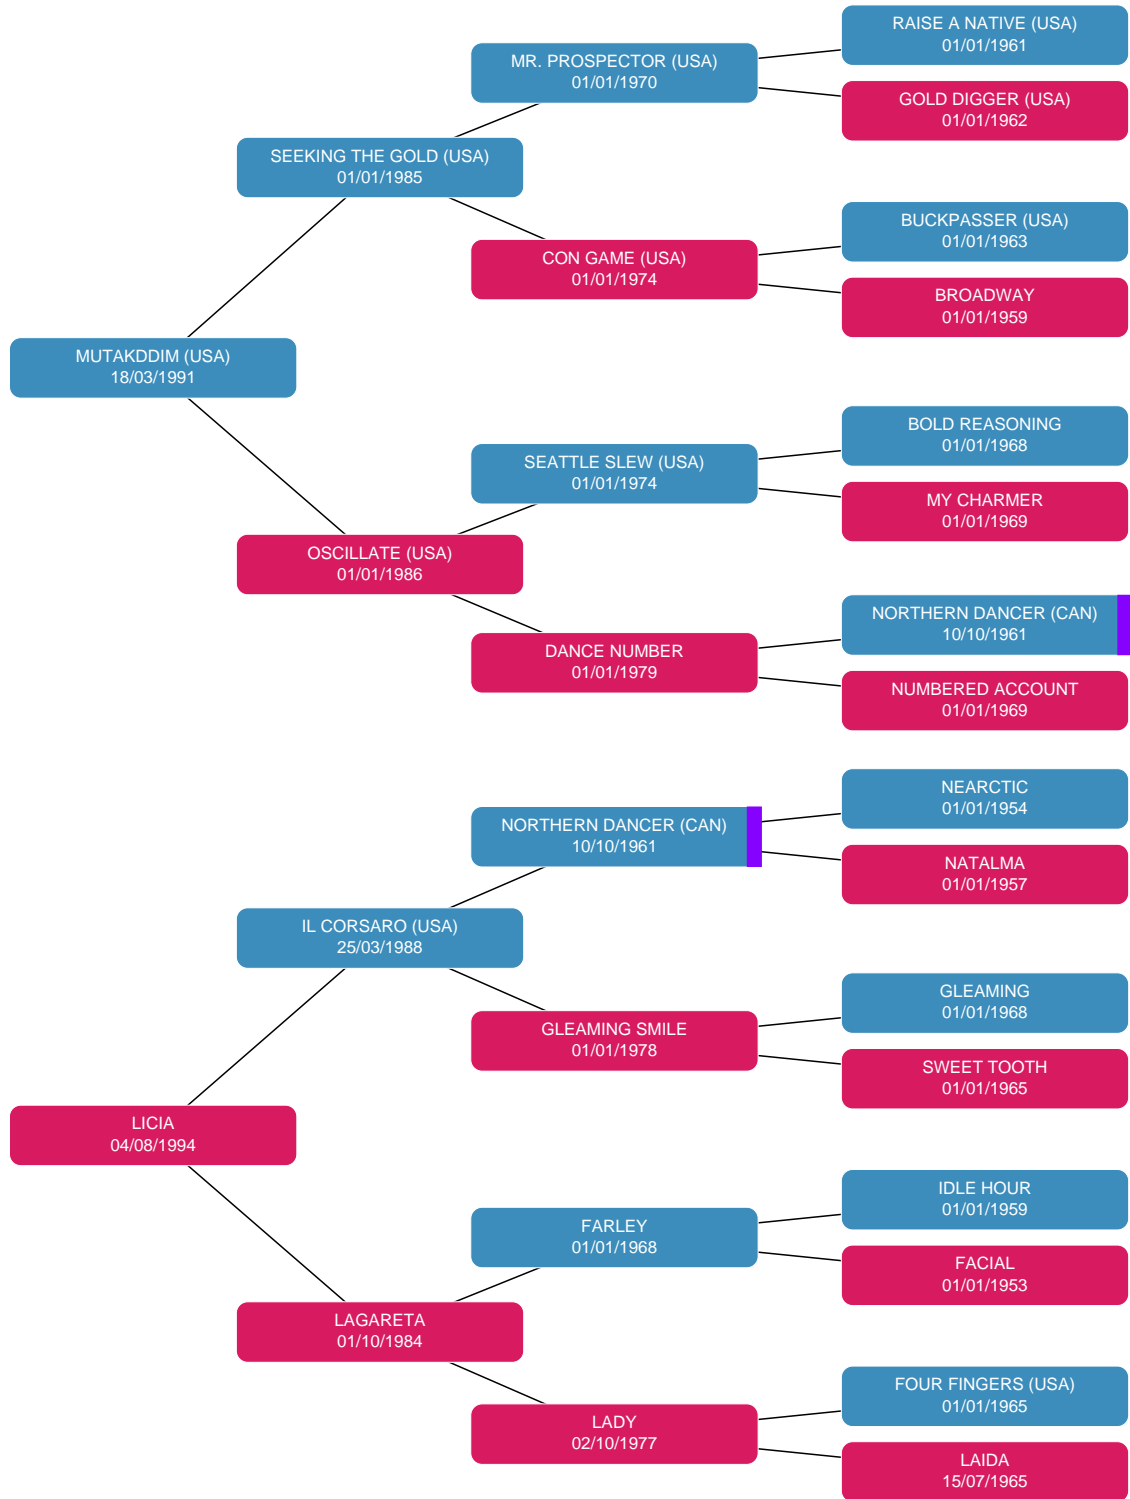 RAISE A NATIVE (USA)
01/01/1961
MR. PROSPECTOR (USA)
01/01/1970
GOLD DIGGER (USA)
01/01/1962
SEEKING THE GOLD (USA)
01/01/1985
BUCKPASSER (USA)
01/01/1963
CON GAME (USA)
01/01/1974
BROADWAY
01/01/1959
MUTAKDDIM (USA)
18/03/1991
BOLD REASONING
01/01/1968
SEATTLE SLEW (USA)
01/01/1974
MY CHARMER
01/01/1969
OSCILLATE (USA)
01/01/1986
NORTHERN DANCER (CAN)
10/10/1961
DANCE NUMBER
01/01/1979
NUMBERED ACCOUNT
01/01/1969
NEARCTIC
01/01/1954
NORTHERN DANCER (CAN)
10/10/1961
NATALMA
01/01/1957
IL CORSARO (USA)
25/03/1988
GLEAMING
01/01/1968
GLEAMING SMILE
01/01/1978
SWEET TOOTH
01/01/1965
LICIA
04/08/1994
IDLE HOUR
01/01/1959
FARLEY
01/01/1968
FACIAL
01/01/1953
LAGARETA
01/10/1984
FOUR FINGERS (USA)
01/01/1965
LADY
02/10/1977
LAIDA
15/07/1965